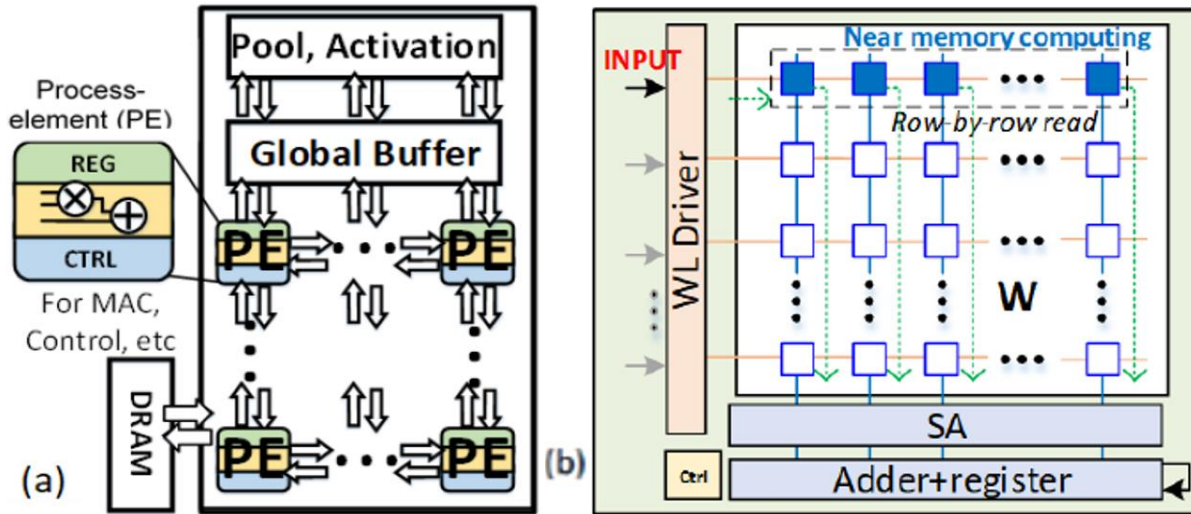 Pool, Activation
Process-
element (PE)
REG
CTRL
For MAC,
Control, etc
Global Buffer
PE
PE
PE
PE
DRAM
(a)
(b)
INPUT
WL Driver
Near memory computing
Row-by-row read
W
SA
Ctrl
Adder+register